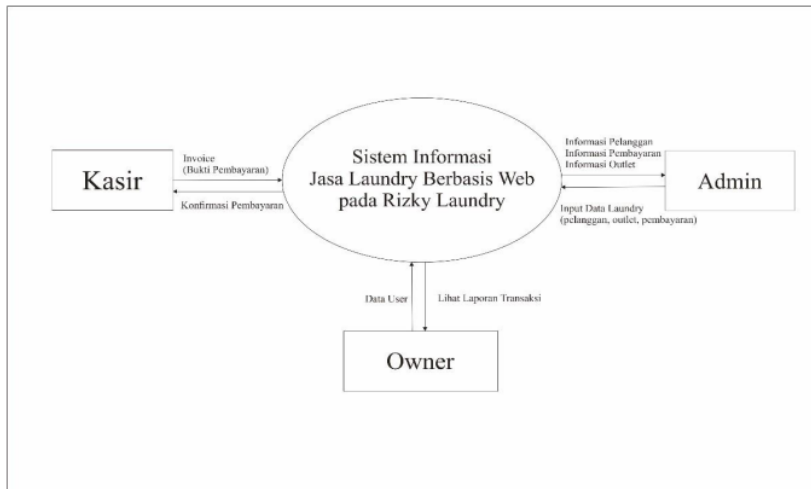 Kasir
Invoice
(Bukti Pembayaran)
Konfirmasi Pembayaran
Sistem Informasi
Jasa Laundry Berbasis Web
pada Rizky Laundry
Informasi Pelanggan
Informasi Pembayaran
Informasi Outlet
Input Data Laundry
(pelanggan, outlet, pembayaran)
Admin
Data User
Lihat Laporan Transaksi
Owner